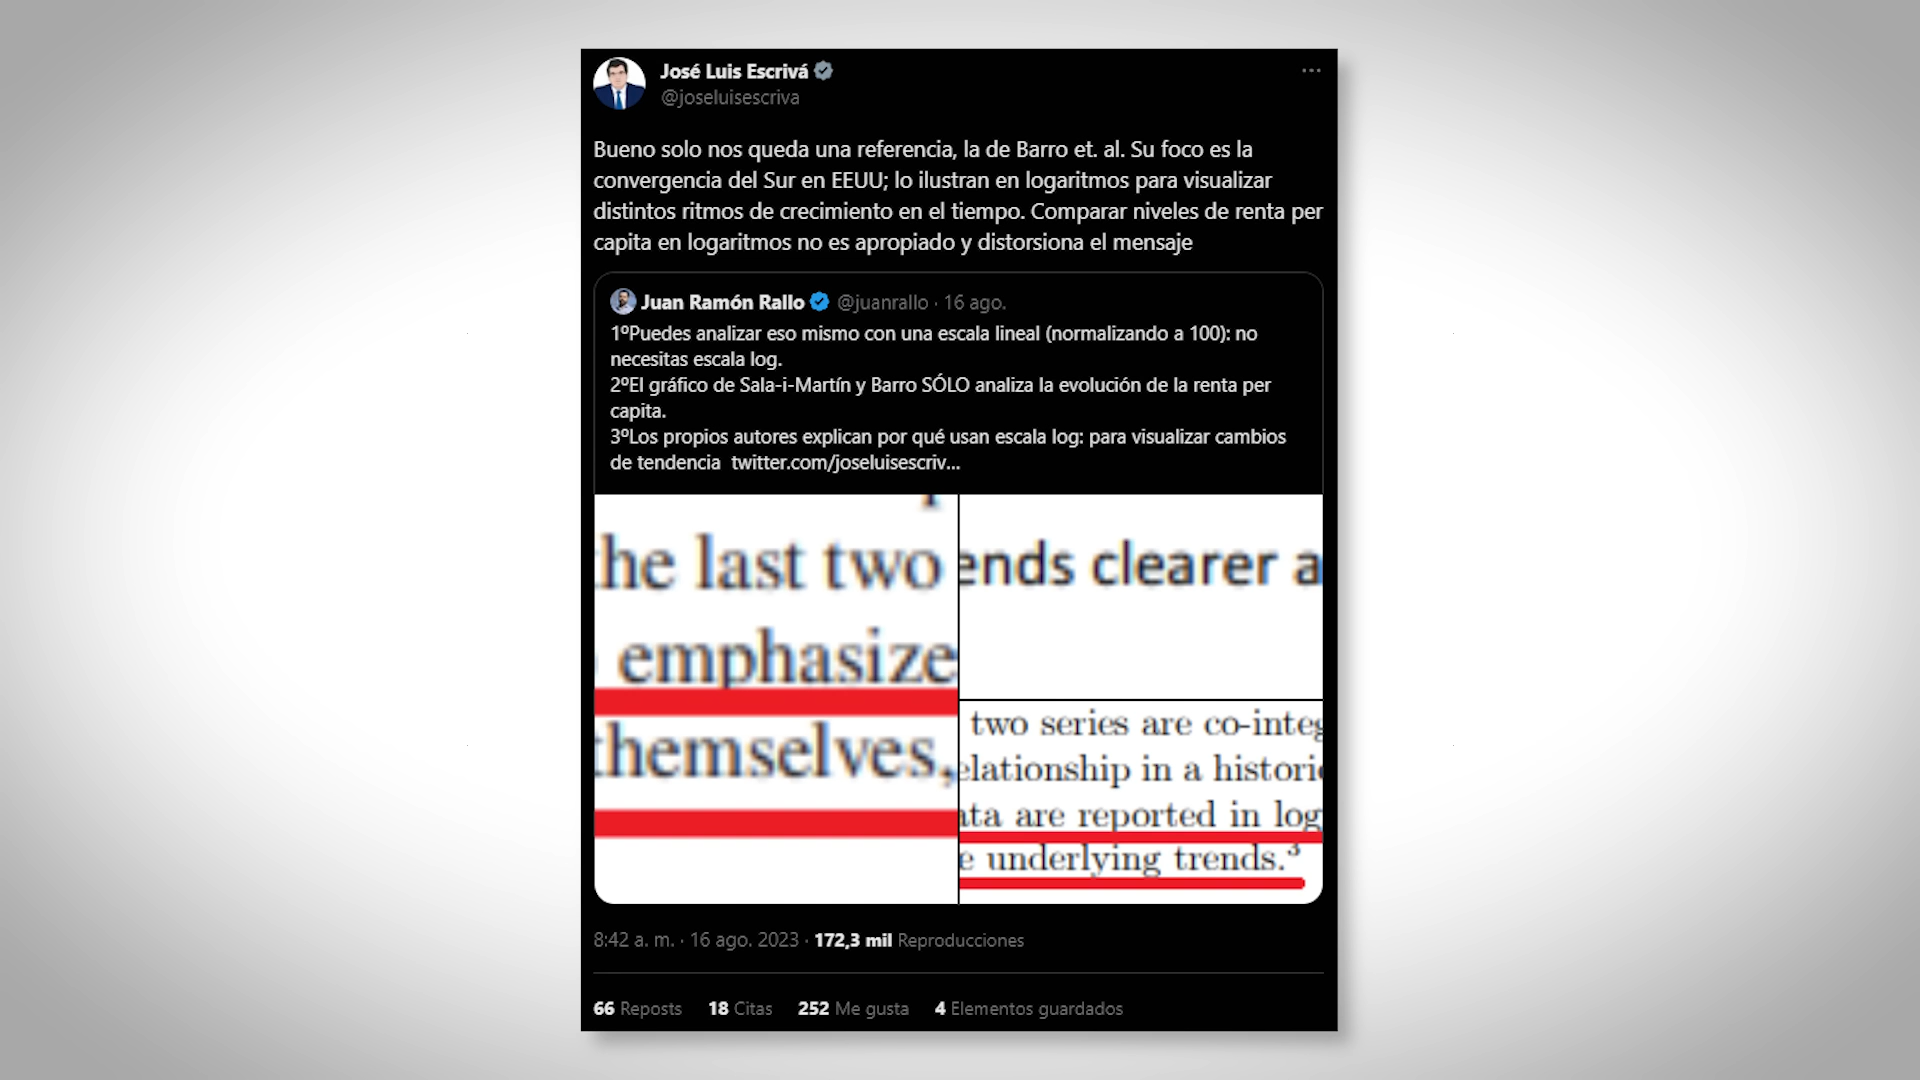 José Luis Escrivá
@joseluisescriva
Bueno solo nos queda una referencia, la de Barro et. al. Su foco es la
convergencia del Sur en EEUU; lo ilustran en logaritmos para visualizar
distintos ritmos de crecimiento en el tiempo. Comparar niveles de renta per
capita en logaritmos no es apropiado y distorsiona el mensaje
Juan Ramón Rallo @juanrallo · 16 ago.
1ºPuedes analizar eso mismo con una escala lineal (normalizando a 100): no
necesitas escala log.
2ºEl gráfico de Sala-i-Martín y Barro SÓLO analiza la evolución de la renta per
capita.
3ºLos propios autores explican por qué usan escala log: para visualizar cambios
de tendencia twitter.com/joseluisescriv...
he last two
emphasize
themselves,
ends clearer a
two series are co-integ
elationship in a histori
ata are reported in log
e underlying trends.³
8:42 a. m. · 16 ago. 2023 · 172,3 mil Reproducciones
66 Reposts 18 Citas 252 Me gusta 4 Elementos guardados